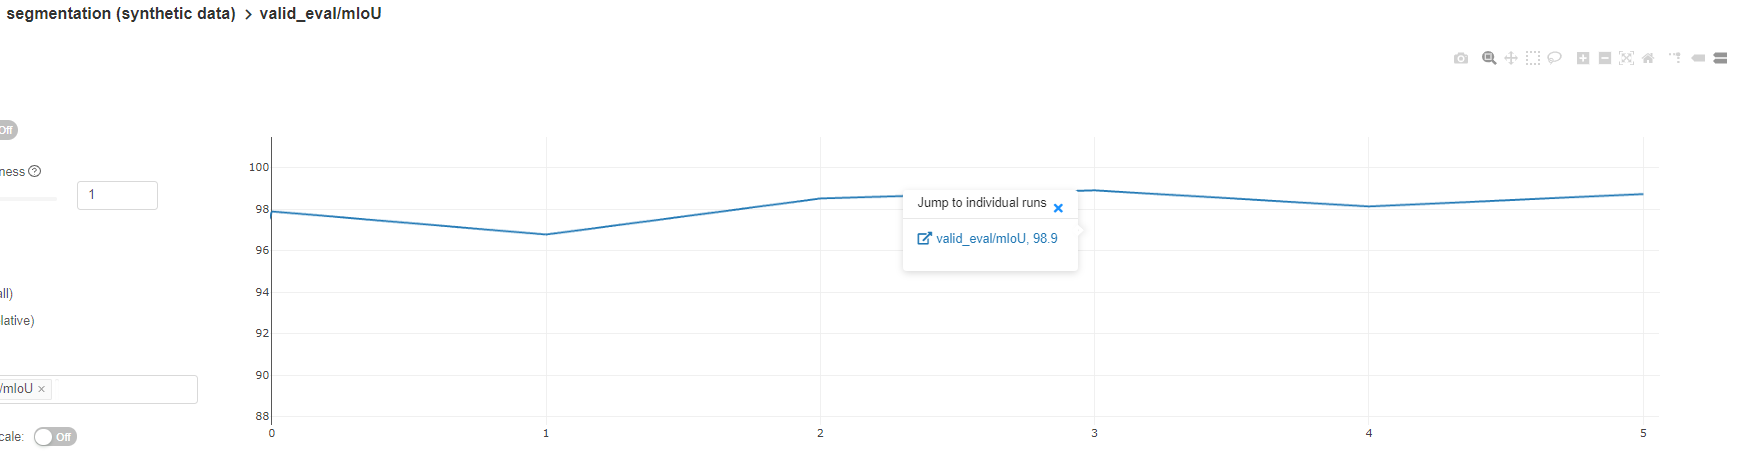 segmentation (synthetic data) > valid_eval/mIoU
Off
ness
1
all)
lative)
/mIoU ×
cale: Off
100
98
96
94
92
90
88
0 1 2 3 4 5
Jump to individual runs ×
valid_eval/mIoU, 98.9